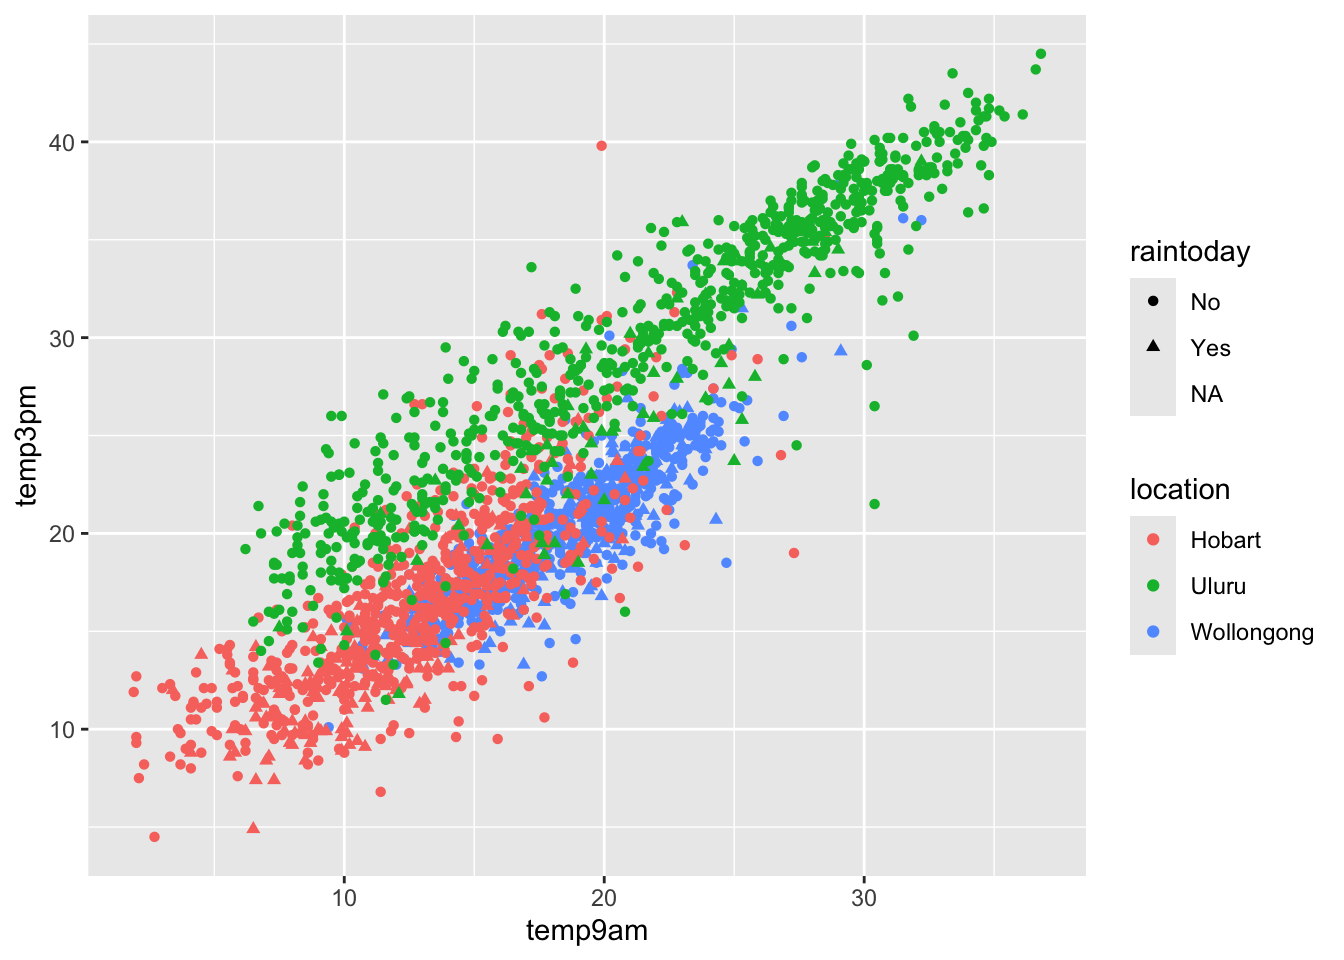 40
30
20
10
10
20
30
temp9am
temp3pm
raintoday
No
Yes
NA
location
Hobart
Uluru
Wollongong